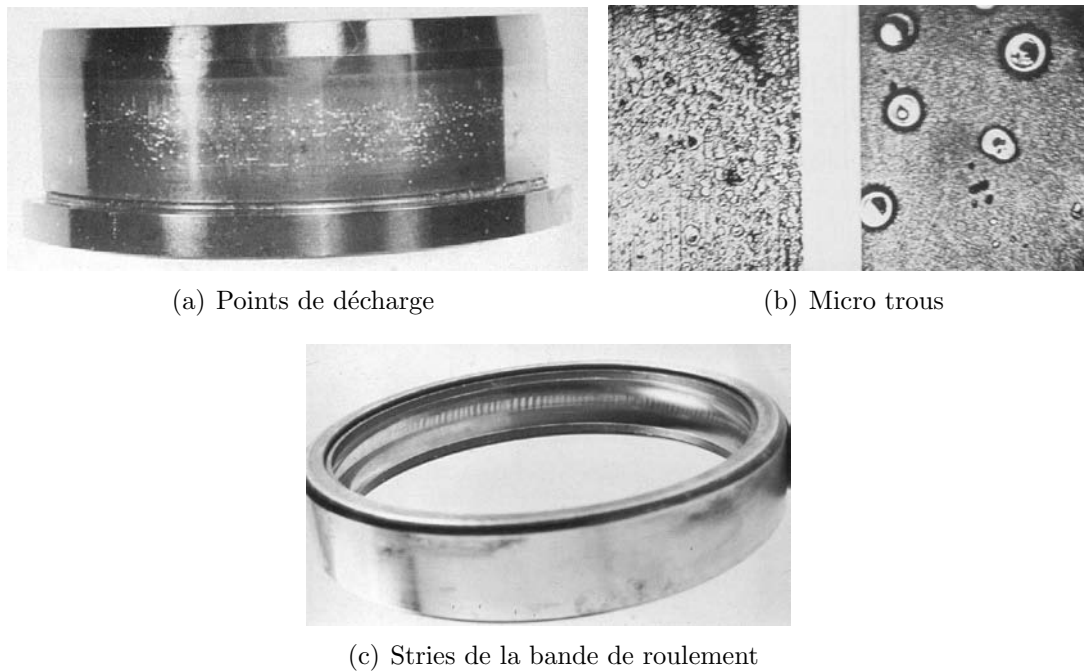 (a) Points de décharge
(b) Micro trous
(c) Stries de la bande de roulement